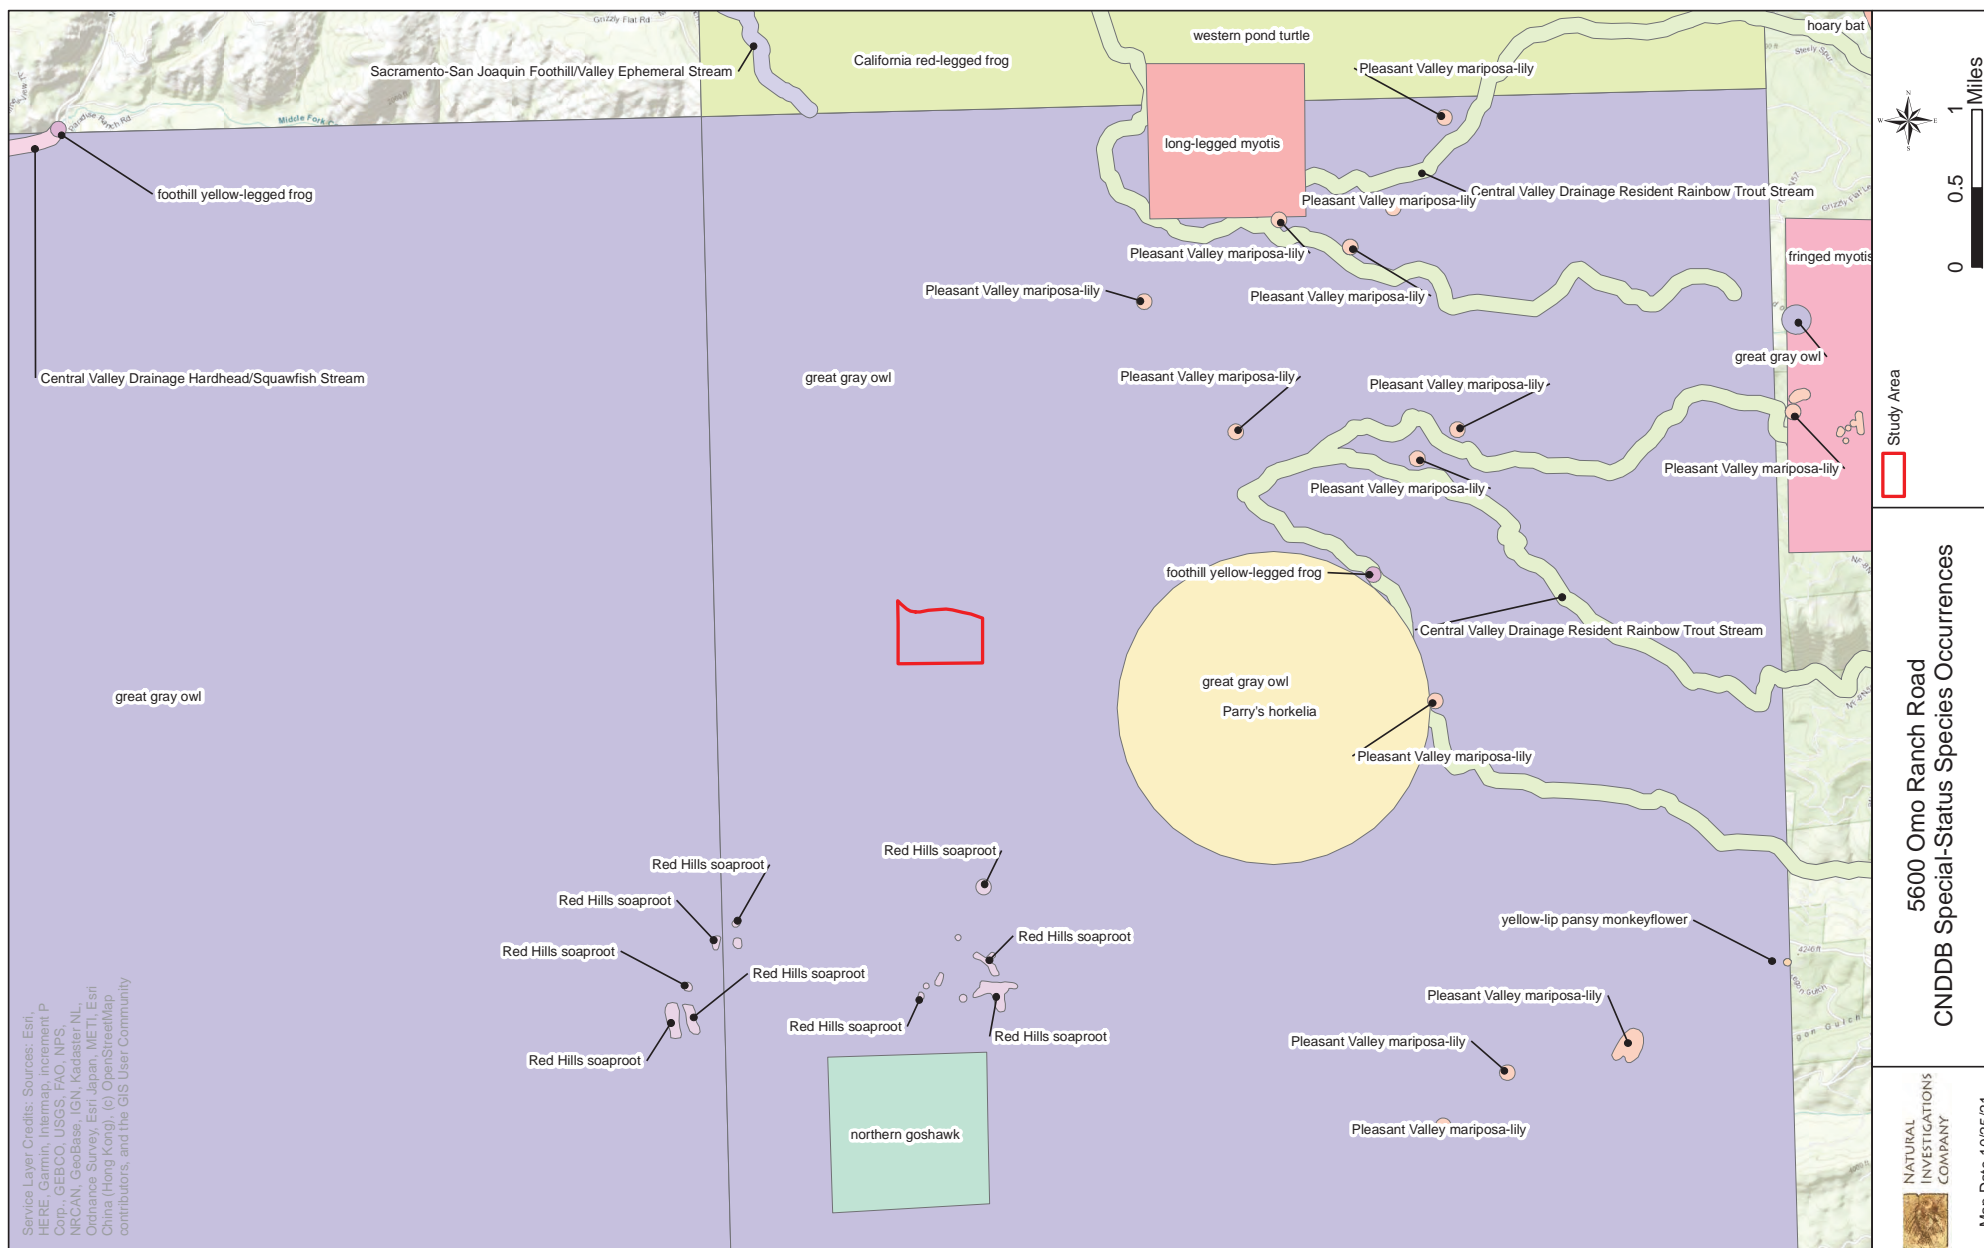 Grizzly Flat Rd
hoary bat
western pond turtle
California red-legged frog
Sacramento-San Joaquin Foothill/Valley Ephemeral Stream
Pleasant Valley mariposa-lily
Paradise Ranch Rd
Middle Fork
long-legged myotis
foothill yellow-legged frog
Central Valley Drainage Resident Rainbow Trout Stream
Pleasant Valley mariposa-lily
Pleasant Valley mariposa-lily
fringed myotis
Pleasant Valley mariposa-lily
Pleasant Valley mariposa-lily
great gray owl
Central Valley Drainage Hardhead/Squawfish Stream
great gray owl
Pleasant Valley mariposa-lily
Pleasant Valley mariposa-lily
Pleasant Valley mariposa-lily
Pleasant Valley mariposa-lily
foothill yellow-legged frog
Central Valley Drainage Resident Rainbow Trout Stream
great gray owl
great gray owl
Parry's horkelia
Pleasant Valley mariposa-lily
Red Hills soaproot
Red Hills soaproot
Red Hills soaproot
yellow-lip pansy monkeyflower
Red Hills soaproot
Red Hills soaproot
Red Hills soaproot
Pleasant Valley mariposa-lily
Red Hills soaproot
Red Hills soaproot
Pleasant Valley mariposa-lily
Red Hills soaproot
Pleasant Valley mariposa-lily
northern goshawk
Service Layer Credits: Sources: Esri,
HERE, Garmin, Intermap, increment P
Corp., GEBCO, USGS, FAO, NPS,
NRCAN, GeoBase, IGN, Kadaster NL,
Ordnance Survey, Esri Japan, METI, Esri
China (Hong Kong), (c) OpenStreetMap
contributors, and the GIS User Community
N
W E
S
0 0.5 1 Miles
Study Area
5600 Omo Ranch Road
CNDDB Special-Status Species Occurrences
NATURAL
INVESTIGATIONS
COMPANY